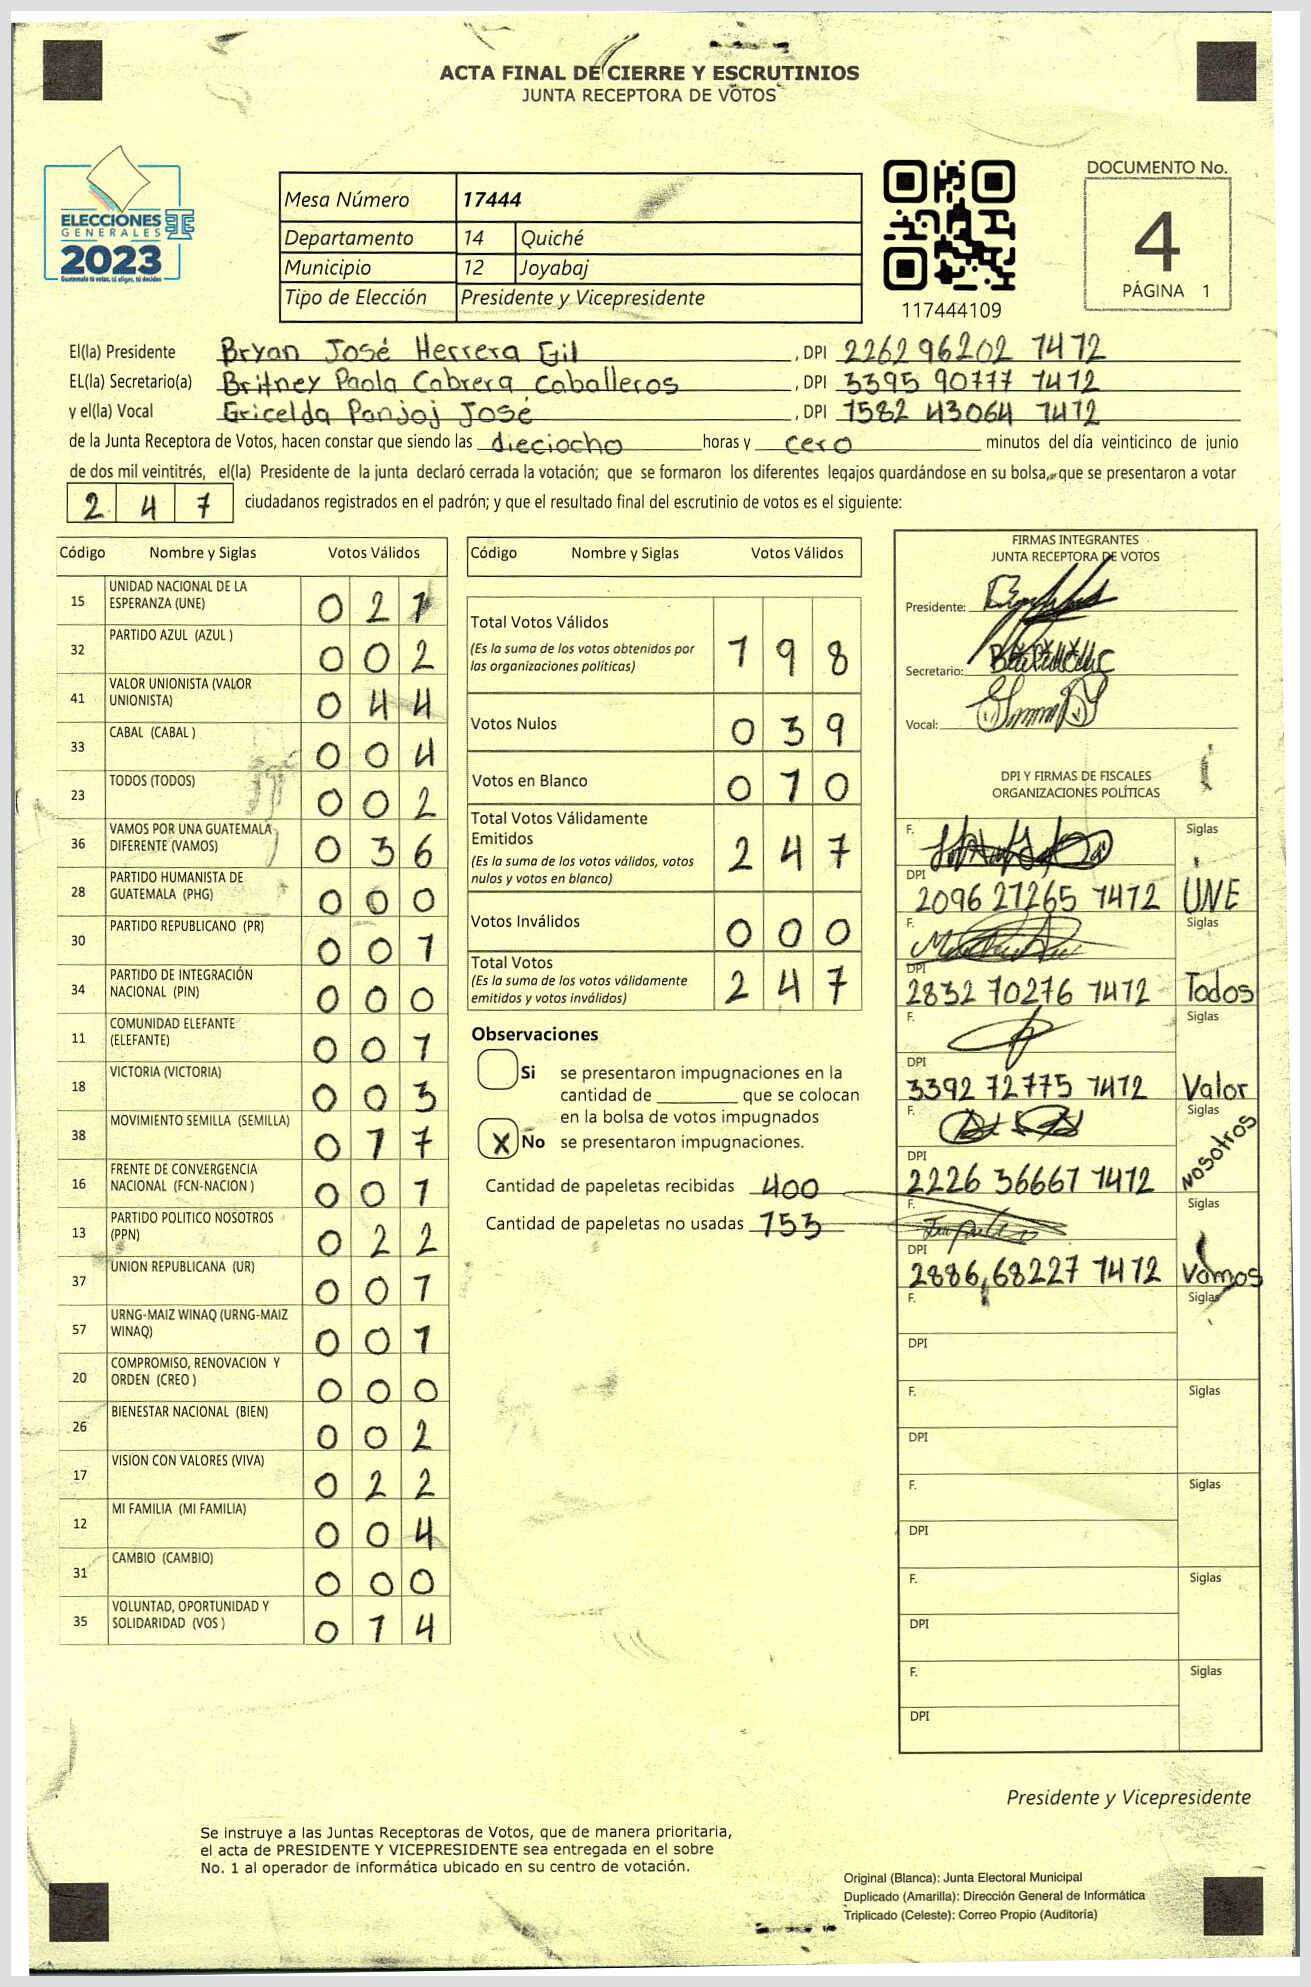 ACTA FINAL DE CIERRE Y ESCRUTINIOS
JUNTA RECEPTORA DE VOTOS
ELECCIONES
GENERALES
2023
Guatemala tú votas, tú eliges, tú decides
Mesa Número 17444
Departamento 14 Quiché
Municipio 12 Joyabaj
Tipo de Elección Presidente y Vicepresidente
117444109
DOCUMENTO No.
4
PÁGINA 1
El(la) Presidente Bryan José Herrera Gil, DPI 2262 96202 1412
EL(la) Secretario(a) Britney Paola Cabrera Caballeros, DPI 3395 1412
y el(la) Vocal Gricelda Panjoj José, DPI 1582 43064 1412
de la Junta Receptora de Votos, hacen constar que siendo las dieciocho horas y cero minutos del día veinticinco de junio
de dos mil veintitrés, el(la) Presidente de la junta declaró cerrada la votación; que se formaron los diferentes legajos guardándose en su bolsa, que se presentaron a votar
2 4 7 ciudadanos registrados en el padrón; y que el resultado final del escrutinio de votos es el siguiente:
Código Nombre y Siglas Votos Válidos
15 UNIDAD NACIONAL DE LA
ESPERANZA (UNE) 0 2 1
32 PARTIDO AZUL (AZUL ) 0 0 2
41 VALOR UNIONISTA (VALOR
UNIONISTA) 0 4 4
33 CABAL (CABAL ) 0 0 4
23 TODOS (TODOS) 0 0 2
36 VAMOS POR UNA GUATEMALA
DIFERENTE (VAMOS) 0 3 6
28 PARTIDO HUMANISTA DE
GUATEMALA (PHG) 0 0 0
30 PARTIDO REPUBLICANO (PR) 0 0 1
34 PARTIDO DE INTEGRACIÓN
NACIONAL (PIN) 0 0 0
11 COMUNIDAD ELEFANTE
(ELEFANTE) 0 0 1
18 VICTORIA (VICTORIA) 0 0 3
38 MOVIMIENTO SEMILLA (SEMILLA) 0 1 7
16 FRENTE DE CONVERGENCIA
NACIONAL (FCN-NACION ) 0 0 1
13 PARTIDO POLITICO NOSOTROS
(PPN) 0 2 2
37 UNION REPUBLICANA (UR) 0 0 1
57 URNG-MAIZ WINAQ (URNG-MAIZ
WINAQ) 0 0 1
20 COMPROMISO, RENOVACION Y
ORDEN (CREO ) 0 0 0
26 BIENESTAR NACIONAL (BIEN) 0 0 2
17 VISION CON VALORES (VIVA) 0 2 2
12 MI FAMILIA (MI FAMILIA) 0 0 4
31 CAMBIO (CAMBIO) 0 0 0
35 VOLUNTAD, OPORTUNIDAD Y
SOLIDARIDAD (VOS ) 0 1 4
Código Nombre y Siglas Votos Válidos
Total Votos Válidos 1 9 8
(Es la suma de los votos obtenidos por
las organizaciones políticas)
Votos Nulos 0 3 9
Votos en Blanco 0 1 0
Total Votos Válidamente
Emitidos 2 4 7
(Es la suma de los votos válidos, votos
nulos y votos en blanco)
Votos Inválidos 0 0 0
Total Votos 2 4 7
(Es la suma de los votos válidamente
emitidos y votos inválidos)
Observaciones
Si se presentaron impugnaciones en la
cantidad de ________ que se colocan
en la bolsa de votos impugnados
X No se presentaron impugnaciones.
Cantidad de papeletas recibidas 400
Cantidad de papeletas no usadas 153
FIRMAS INTEGRANTES
JUNTA RECEPTORA DE VOTOS
Presidente:
Secretario:
Vocal:
DPI Y FIRMAS DE FISCALES
ORGANIZACIONES POLÍTICAS
F. Siglas
DPI
2096 27265 1412 UNE
F. Siglas
DPI
2832 70276 1412 Todos
F. Siglas
DPI
3392 72775 1412 Valor
F. Siglas
DPI
2226 36667 1412 NOSOTROS
F. Siglas
DPI
2886 68227 1412 Vamos
F. Siglas
DPI
F. Siglas
DPI
F. Siglas
DPI
F. Siglas
DPI
F. Siglas
DPI
Presidente y Vicepresidente
Se instruye a las Juntas Receptoras de Votos, que de manera prioritaria,
el acta de PRESIDENTE Y VICEPRESIDENTE sea entregada en el sobre
No. 1 al operador de informática ubicado en su centro de votación.
Original (Blanca): Junta Electoral Municipal
Duplicado (Amarilla): Dirección General de Informática
Triplicado (Celeste): Correo Propio (Auditoria)